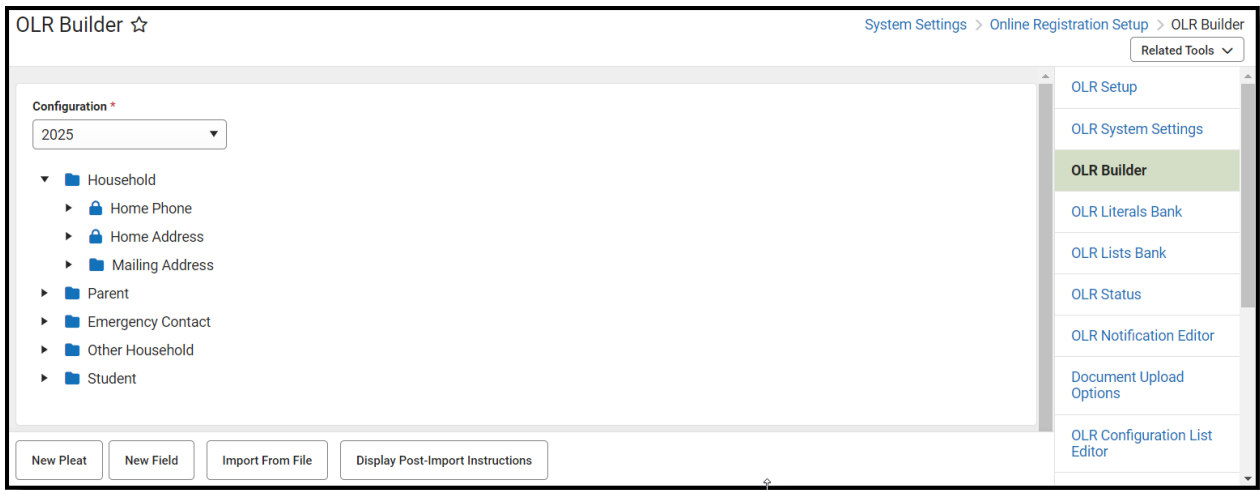 OLR Builder
System Settings > Online Registration Setup > OLR Builder
Related Tools
Configuration *
2025
Household
Home Phone
Home Address
Mailing Address
Parent
Emergency Contact
Other Household
Student
New Pleat
New Field
Import From File
Display Post-Import Instructions
OLR Setup
OLR System Settings
OLR Builder
OLR Literals Bank
OLR Lists Bank
OLR Status
OLR Notification Editor
Document Upload
Options
OLR Configuration List
Editor